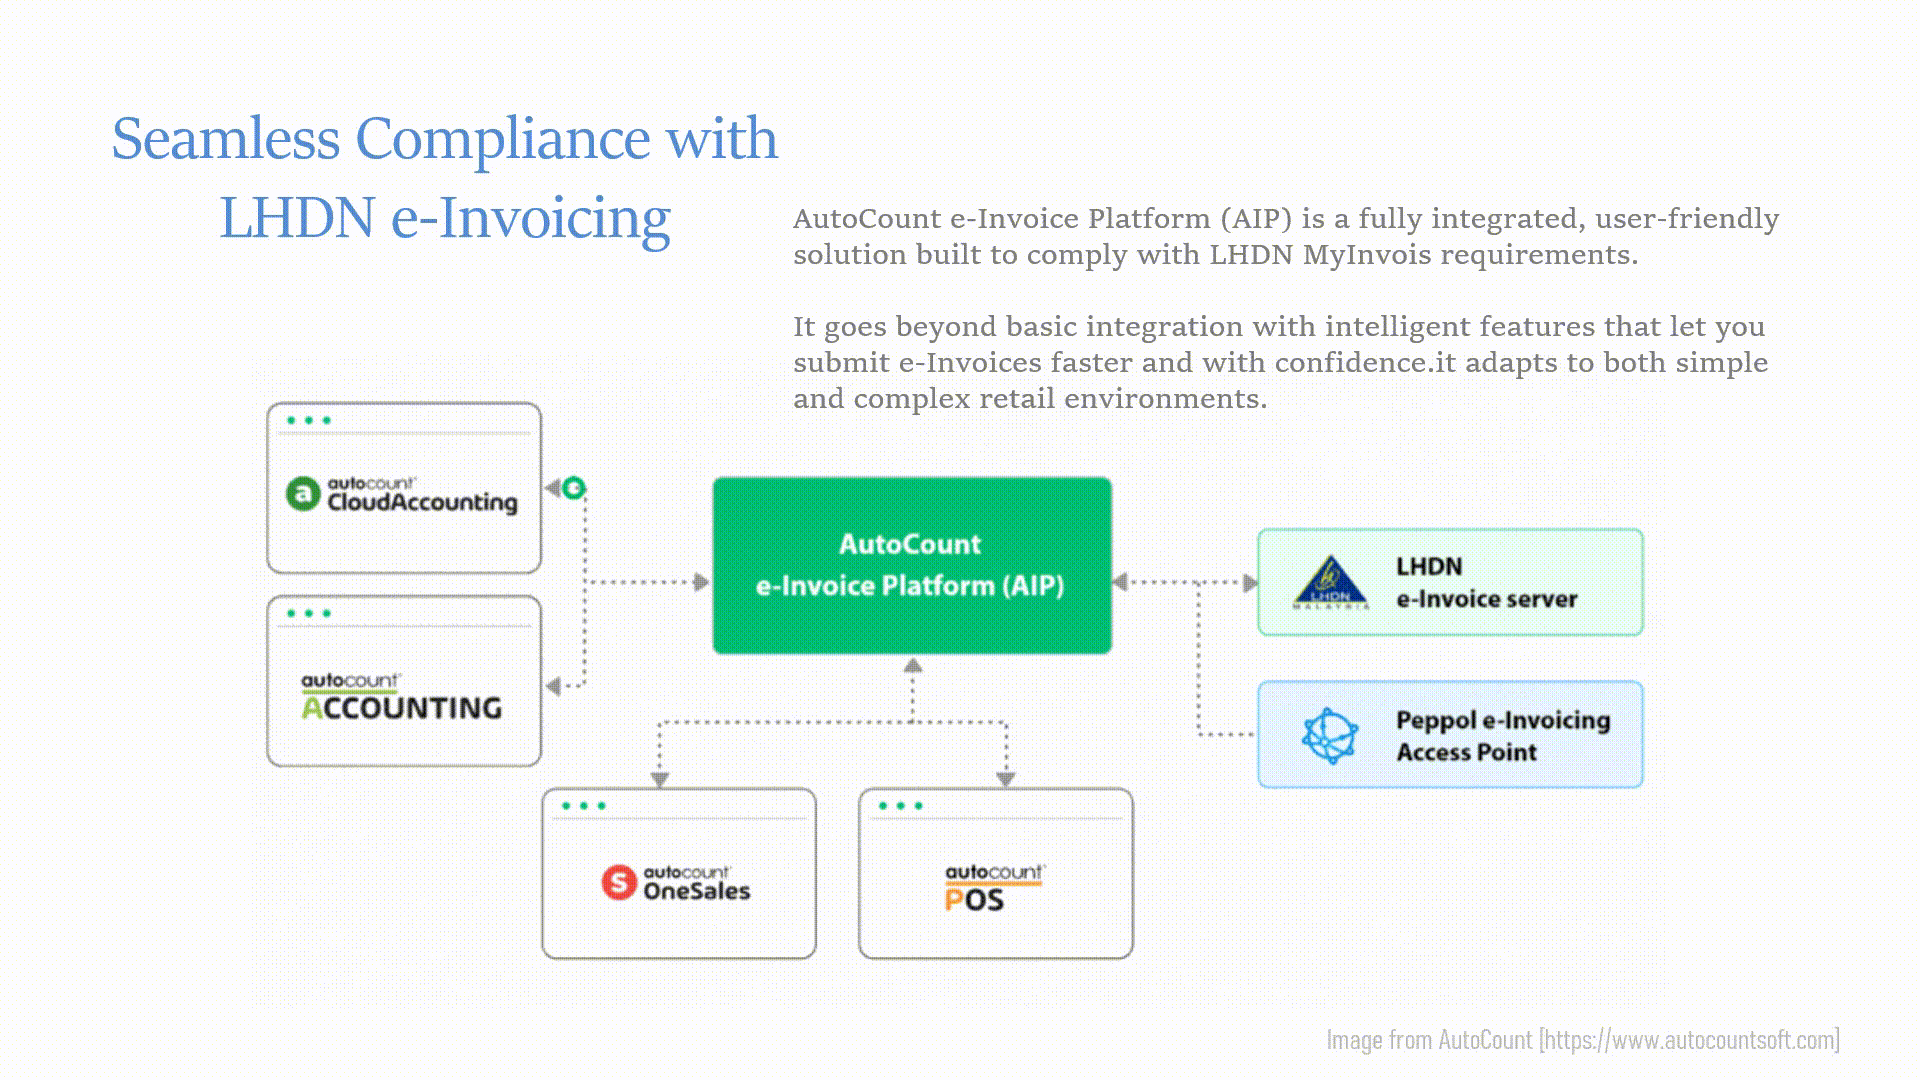 Seamless Compliance with
LHDN e-Invoicing
AutoCount e-Invoice Platform (AIP) is a fully integrated, user-friendly
solution built to comply with LHDN MyInvois requirements.
It goes beyond basic integration with intelligent features that let you
submit e-Invoices faster and with confidence.it adapts to both simple
and complex retail environments.
a
autocount
CloudAccounting
AutoCount
e-Invoice Platform (AIP)
LHDN
MALAYSIA
LHDN
e-Invoice server
autocount
ACCOUNTING
Peppol e-Invoicing
Access Point
S
autocount
OneSales
autocount
POS
Image from AutoCount [https://www.autocountsoft.com]